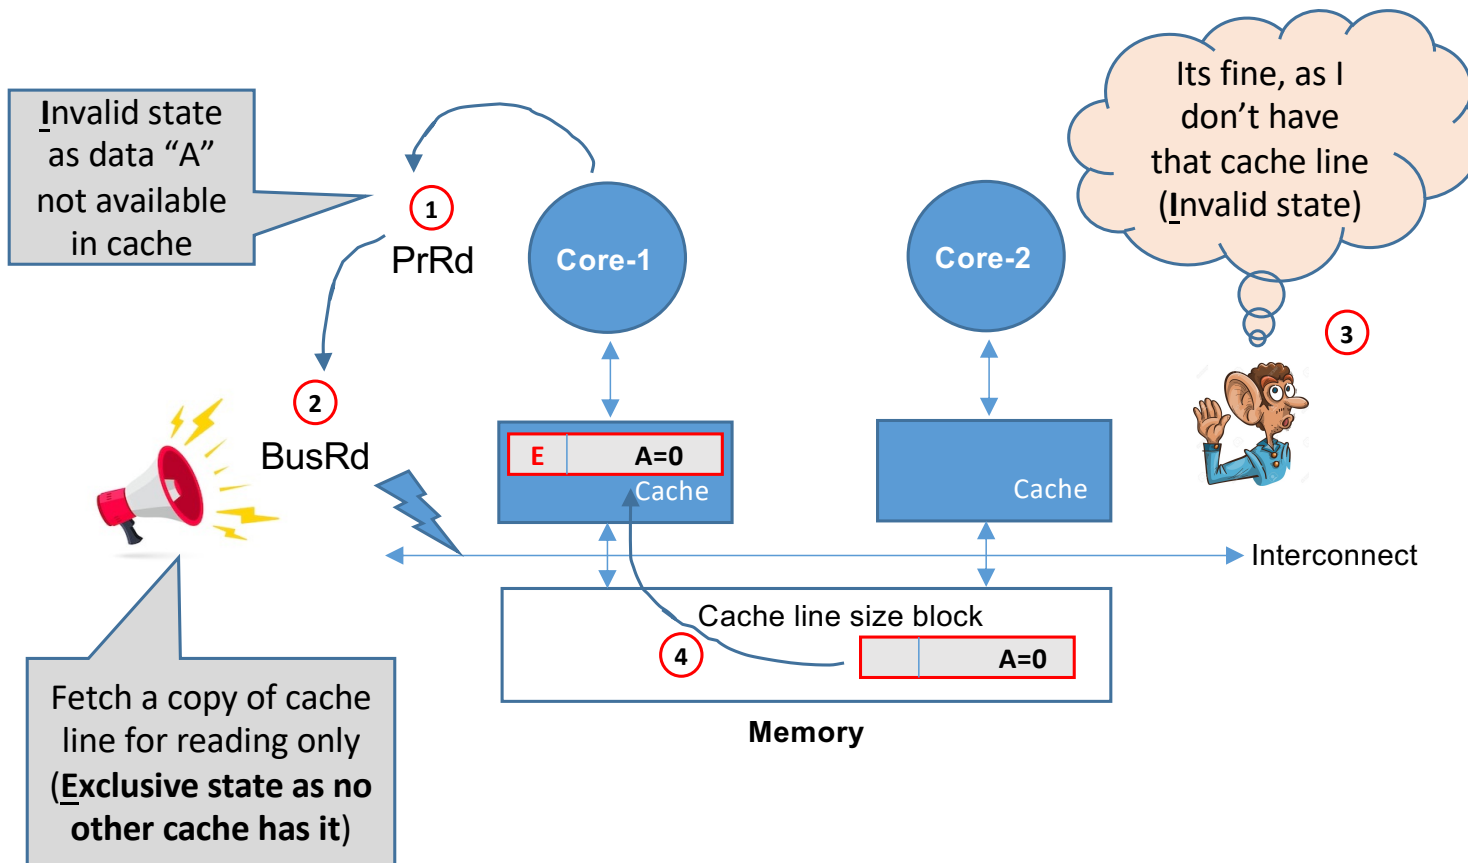 Invalid state
as data “A”
not available
in cache
1
PrRd
Core-1
Core-2
Its fine, as I
don’t have
that cache line
(Invalid state)
3
2
BusRd
E
A=0
Cache
Cache
Interconnect
Cache line size block
4
A=0
Memory
Fetch a copy of cache
line for reading only
(Exclusive state as no
other cache has it)